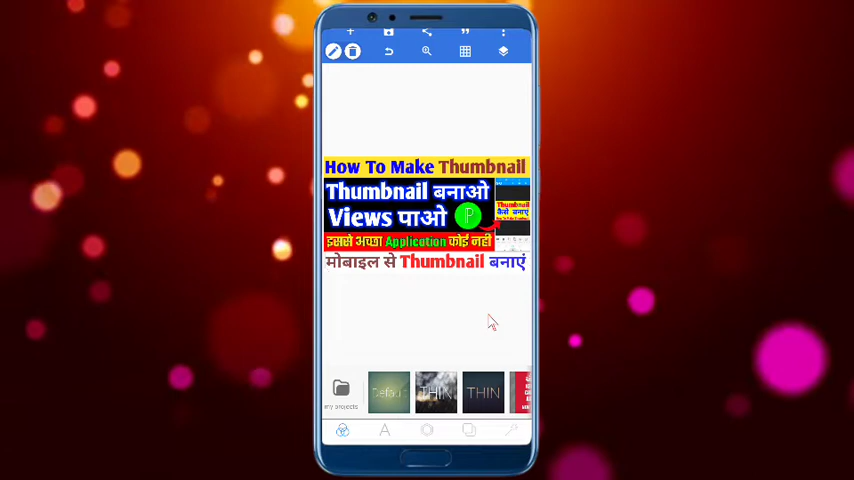 How To Make Thumbnail
Thumbnail बनाओ
Views पाओ P
Thumbnail
कैसे बनाएं
इससे अच्छा Application कोई नही
मोबाइल से Thumbnail बनाएं
Default
THIN
THIN
my projects
A